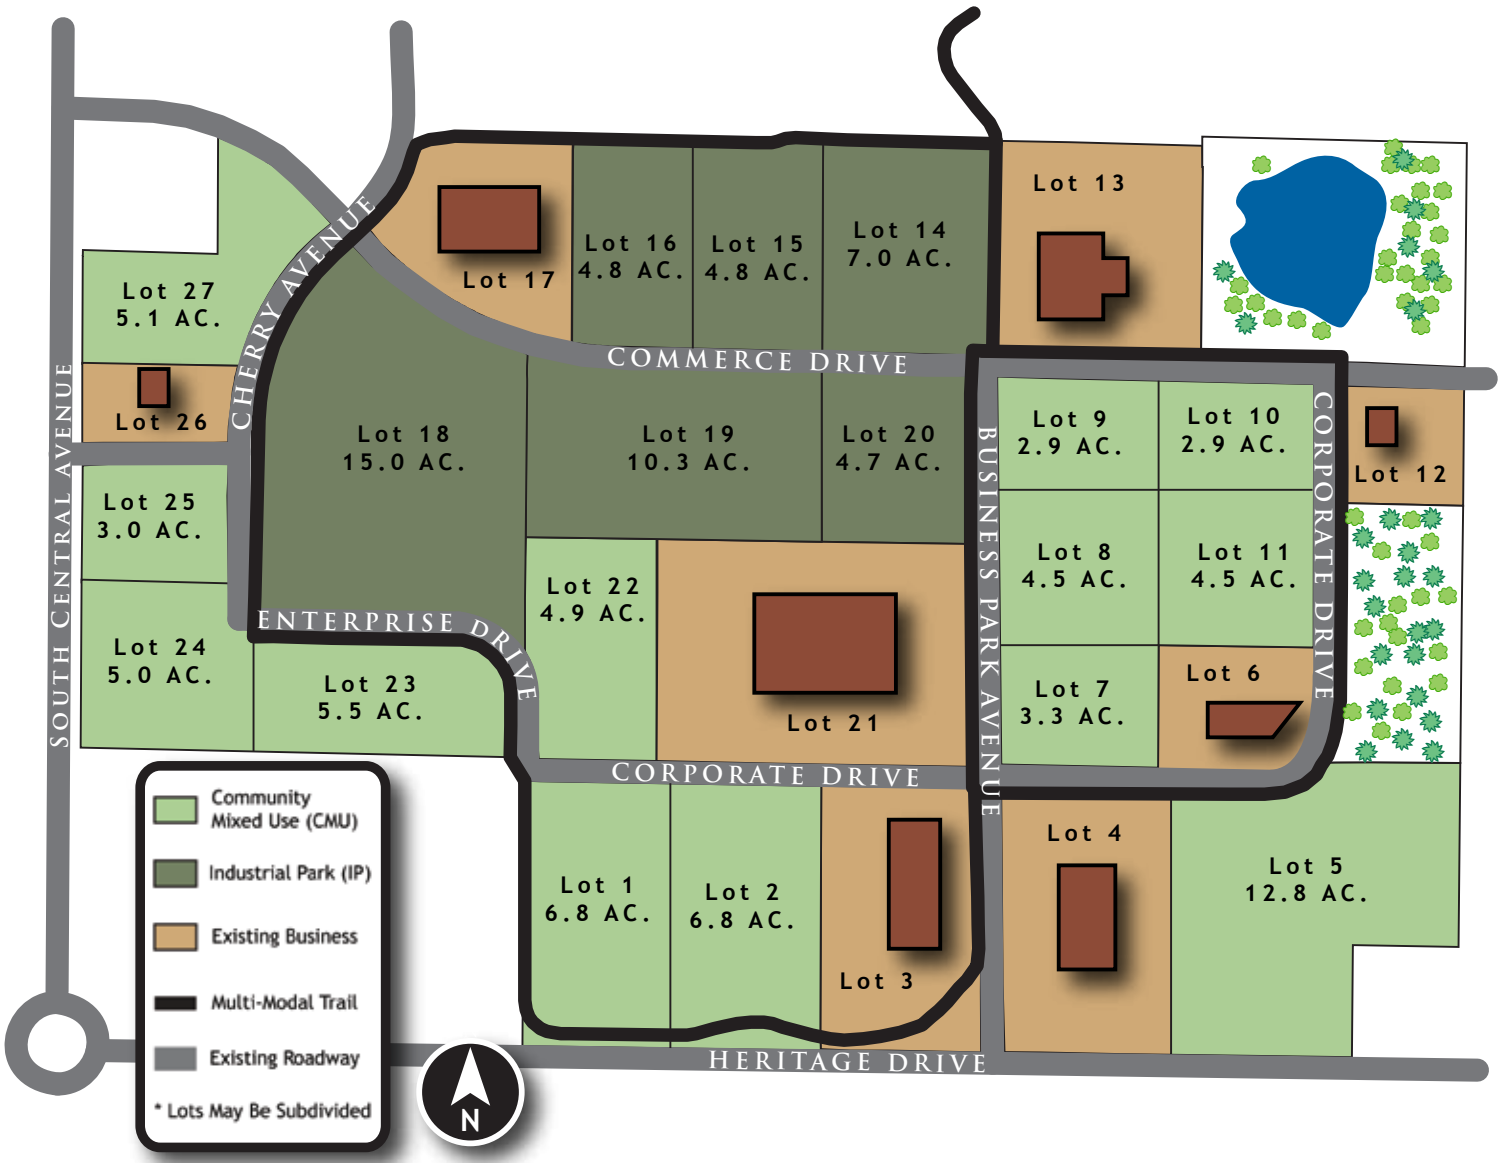 Lot 13
Lot 16
4.8 AC.
Lot 15
4.8 AC.
Lot 14
7.0 AC.
Lot 17
CHERRY AVENUE
Lot 27
5.1 AC.
COMMERCE DRIVE
Lot 26
SOUTH CENTRAL AVENUE
Lot 18
15.0 AC.
Lot 19
10.3 AC.
Lot 20
4.7 AC.
Lot 9
2.9 AC.
Lot 10
2.9 AC.
CORPORATE DRIVE
Lot 12
BUSINESS PARK AVENUE
Lot 25
3.0 AC.
Lot 8
4.5 AC.
Lot 11
4.5 AC.
Lot 22
4.9 AC.
ENTERPRISE DRIVE
Lot 24
5.0 AC.
Lot 23
5.5 AC.
Lot 21
Lot 7
3.3 AC.
Lot 6
CORPORATE DRIVE
Lot 1
6.8 AC.
Lot 2
6.8 AC.
Lot 3
Lot 4
Lot 5
12.8 AC.
HERITAGE DRIVE
Community
Mixed Use (CMU)
Industrial Park (IP)
Existing Business
Multi-Modal Trail
Existing Roadway
* Lots May Be Subdivided
N